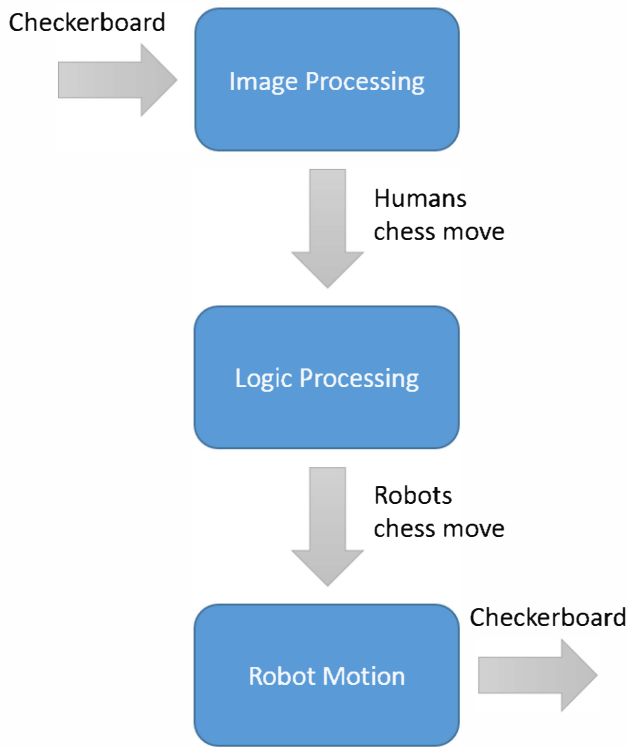 Checkerboard
Image Processing
Humans
chess move
Logic Processing
Robots
chess move
Checkerboard
Robot Motion